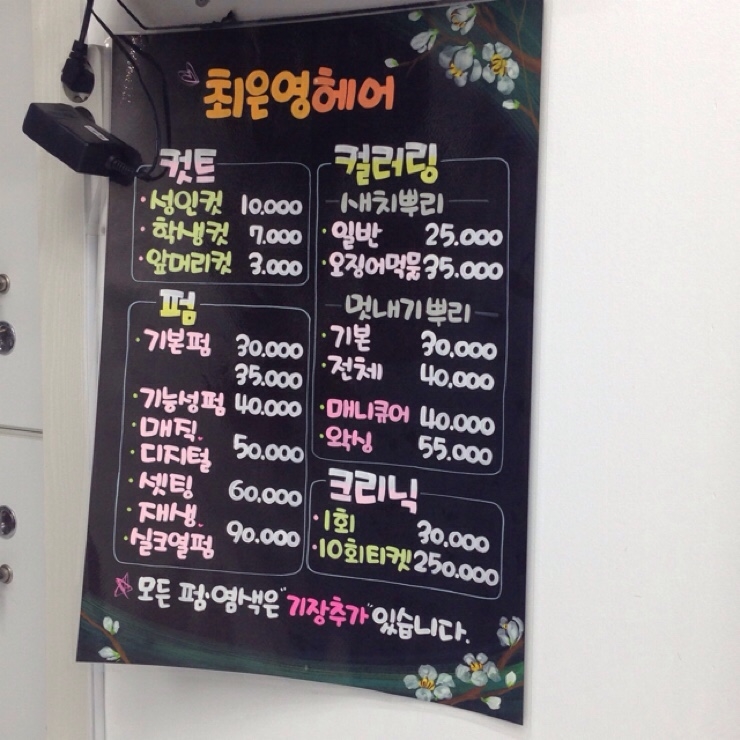 최은영헤어
컷트
·성인컷 10.000
·학생컷 7.000
·앞머리컷 3.000
펌
·기본펌 30.000
35.000
·기능성펌 40.000
·매직,
·디지털 50.000
·셋팅 60.000
·재생,
·실크열펌 90.000
컬러링
새치뿌리
·일반 25.000
·오징어먹물 35.000
멋내기뿌리
·기본 30.000
·전체 40.000
·매니큐어 40.000
·왁싱 55.000
크리닉
·1회 30.000
·10회티켓 250.000
모든 펌·염색은 "기장추가" 있습니다.